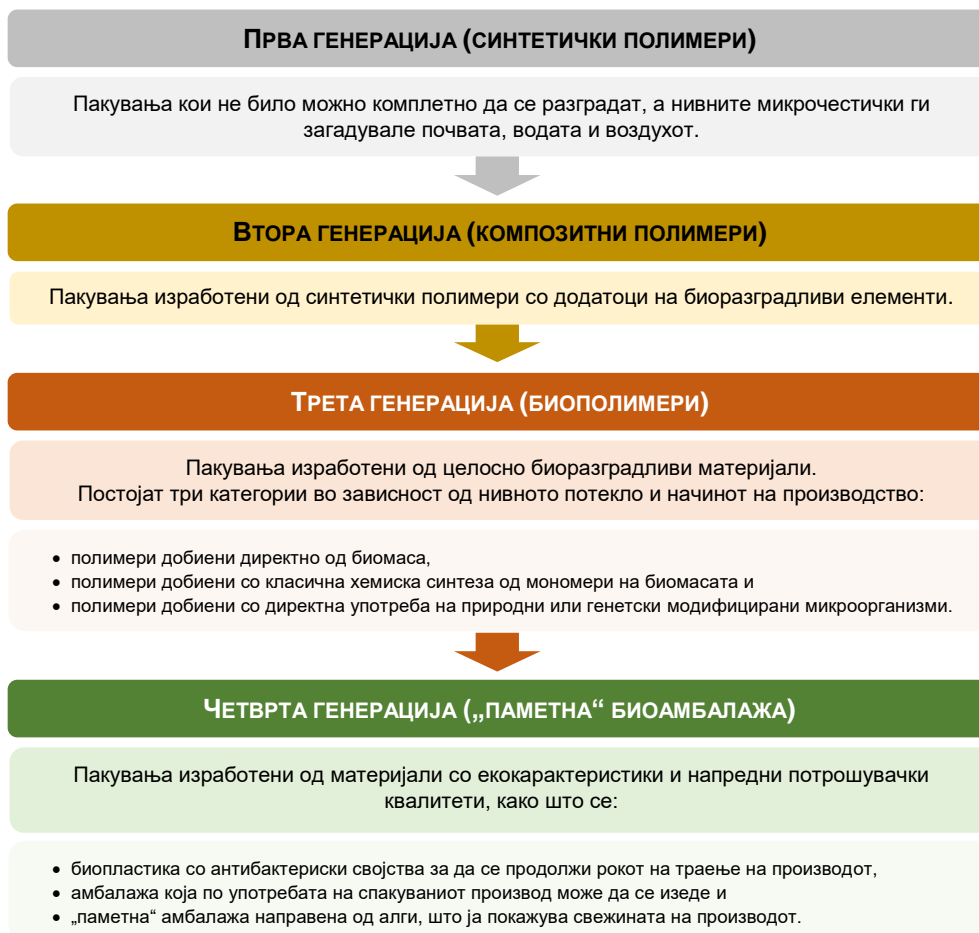 ПРВА ГЕНЕРАЦИЈА (СИНТЕТИЧКИ ПОЛИМЕРИ)
Пакувања кои не било можно комплетно да се разградат, а нивните микрочестички ги
загадувале почвата, водата и воздухот.
ВТОРА ГЕНЕРАЦИЈА (КОМПОЗИТНИ ПОЛИМЕРИ)
Пакувања изработени од синтетички полимери со додатоци на биоразградливи елементи.
ТРЕТА ГЕНЕРАЦИЈА (БИОПОЛИМЕРИ)
Пакувања изработени од целосно биоразградливи материјали.
Постојат три категории во зависност од нивното потекло и начинот на производство:
• полимери добиени директно од биомаса,
• полимери добиени со класична хемиска синтеза од мономери на биомасата и
• полимери добиени со директна употреба на природни или генетски модифицирани микроорганизми.
ЧЕТВРТА ГЕНЕРАЦИЈА („ПАМЕТНА“ БИОАМБАЛАЖА)
Пакувања изработени од материјали со екокарактеристики и напредни потрошувачки
квалитети, како што се:
• биопластика со антибактериски својства за да се продолжи рокот на траење на производот,
• амбалажа која по употребата на спакуваниот производ може да се изеде и
• „паметна“ амбалажа направена од алги, што ја покажува свежината на производот.